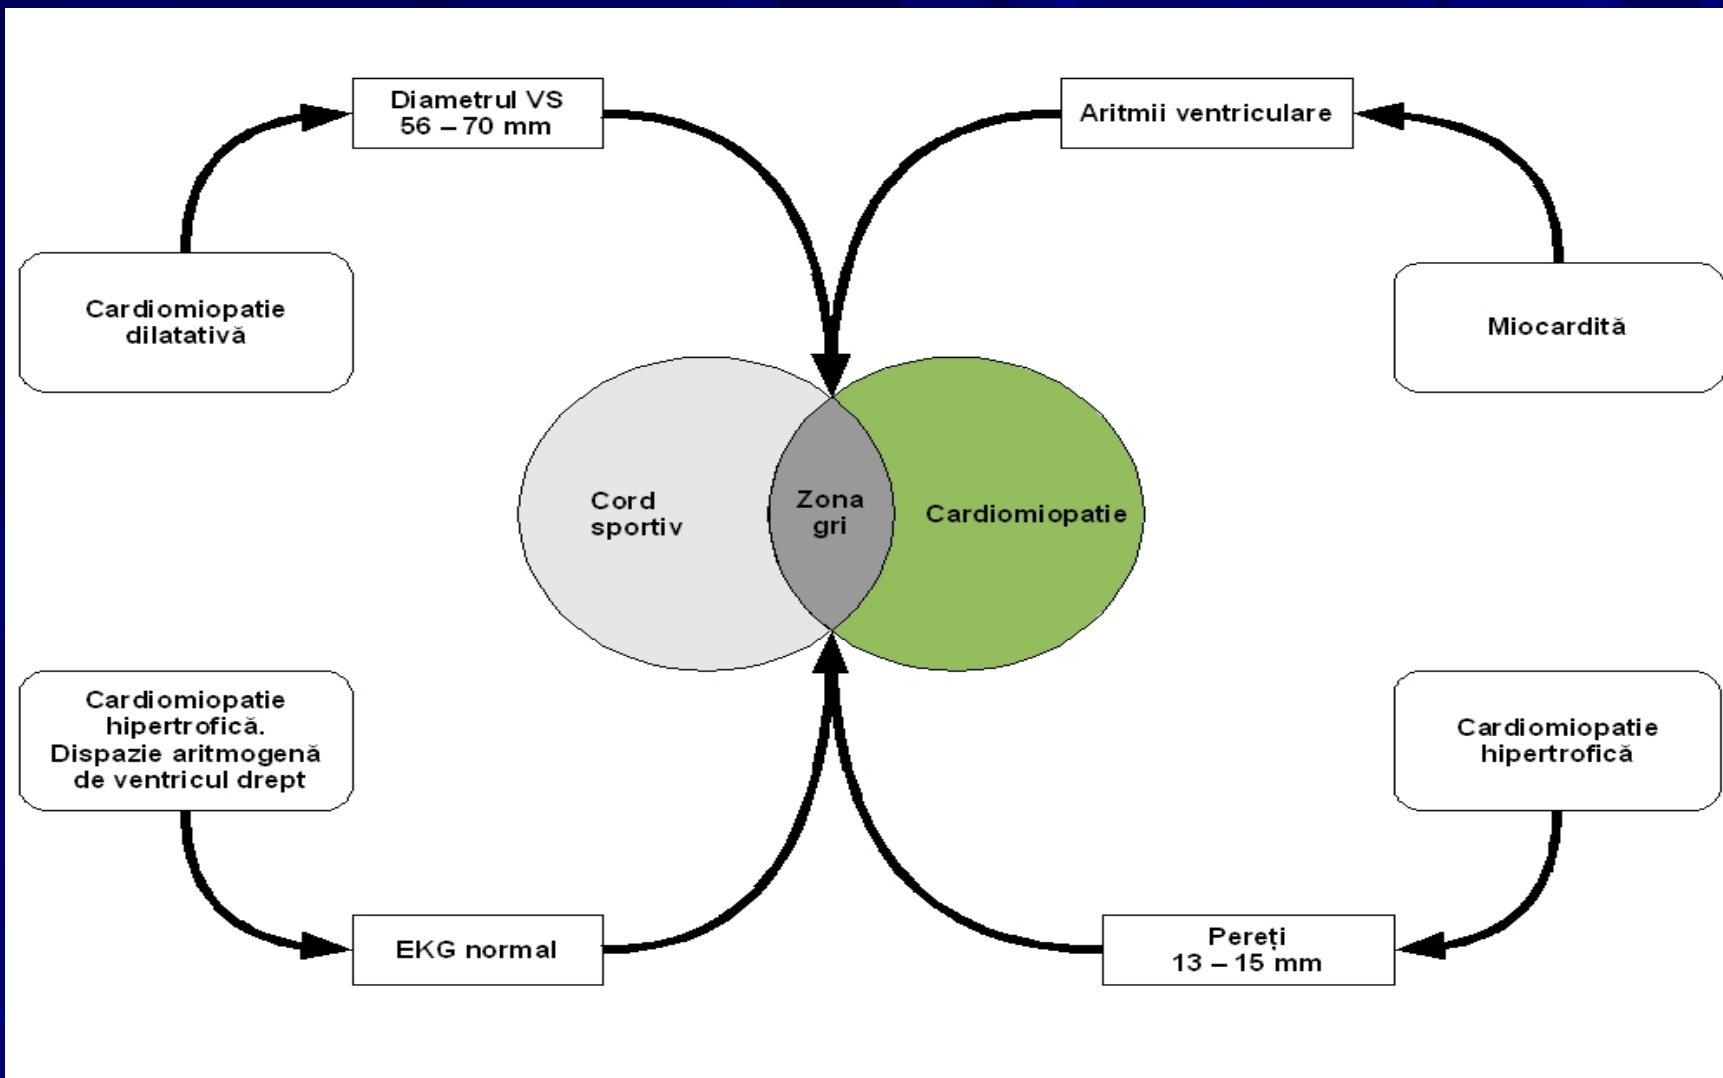 Diametrul VS
56 – 70 mm
Aritmii ventriculare
Cardiomiopatie
dilatativă
Miocardită
Cord
sportiv
Zona
gri
Cardiomiopatie
Cardiomiopatie
hipertrofică.
Dispazie aritmogenă
de ventricul drept
Cardiomiopatie
hipertrofică
EKG normal
Pereți
13 – 15 mm